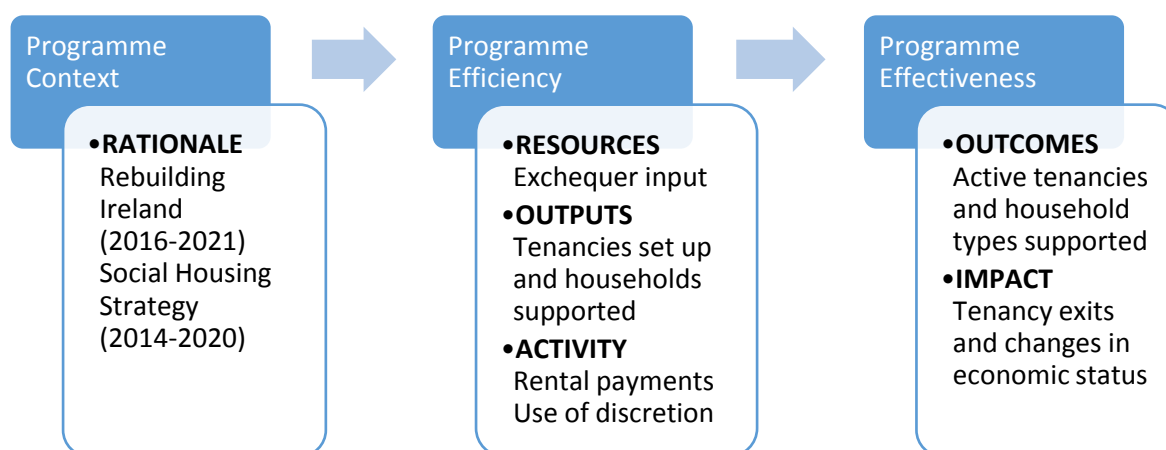 Programme
Context
•RATIONALE
Rebuilding
Ireland
(2016-2021)
Social Housing
Strategy
(2014-2020)
Programme
Efficiency
•RESOURCES
Exchequer input
•OUTPUTS
Tenancies set up
and households
supported
•ACTIVITY
Rental payments
Use of discretion
Programme
Effectiveness
•OUTCOMES
Active tenancies
and household
types supported
•IMPACT
Tenancy exits
and changes in
economic status